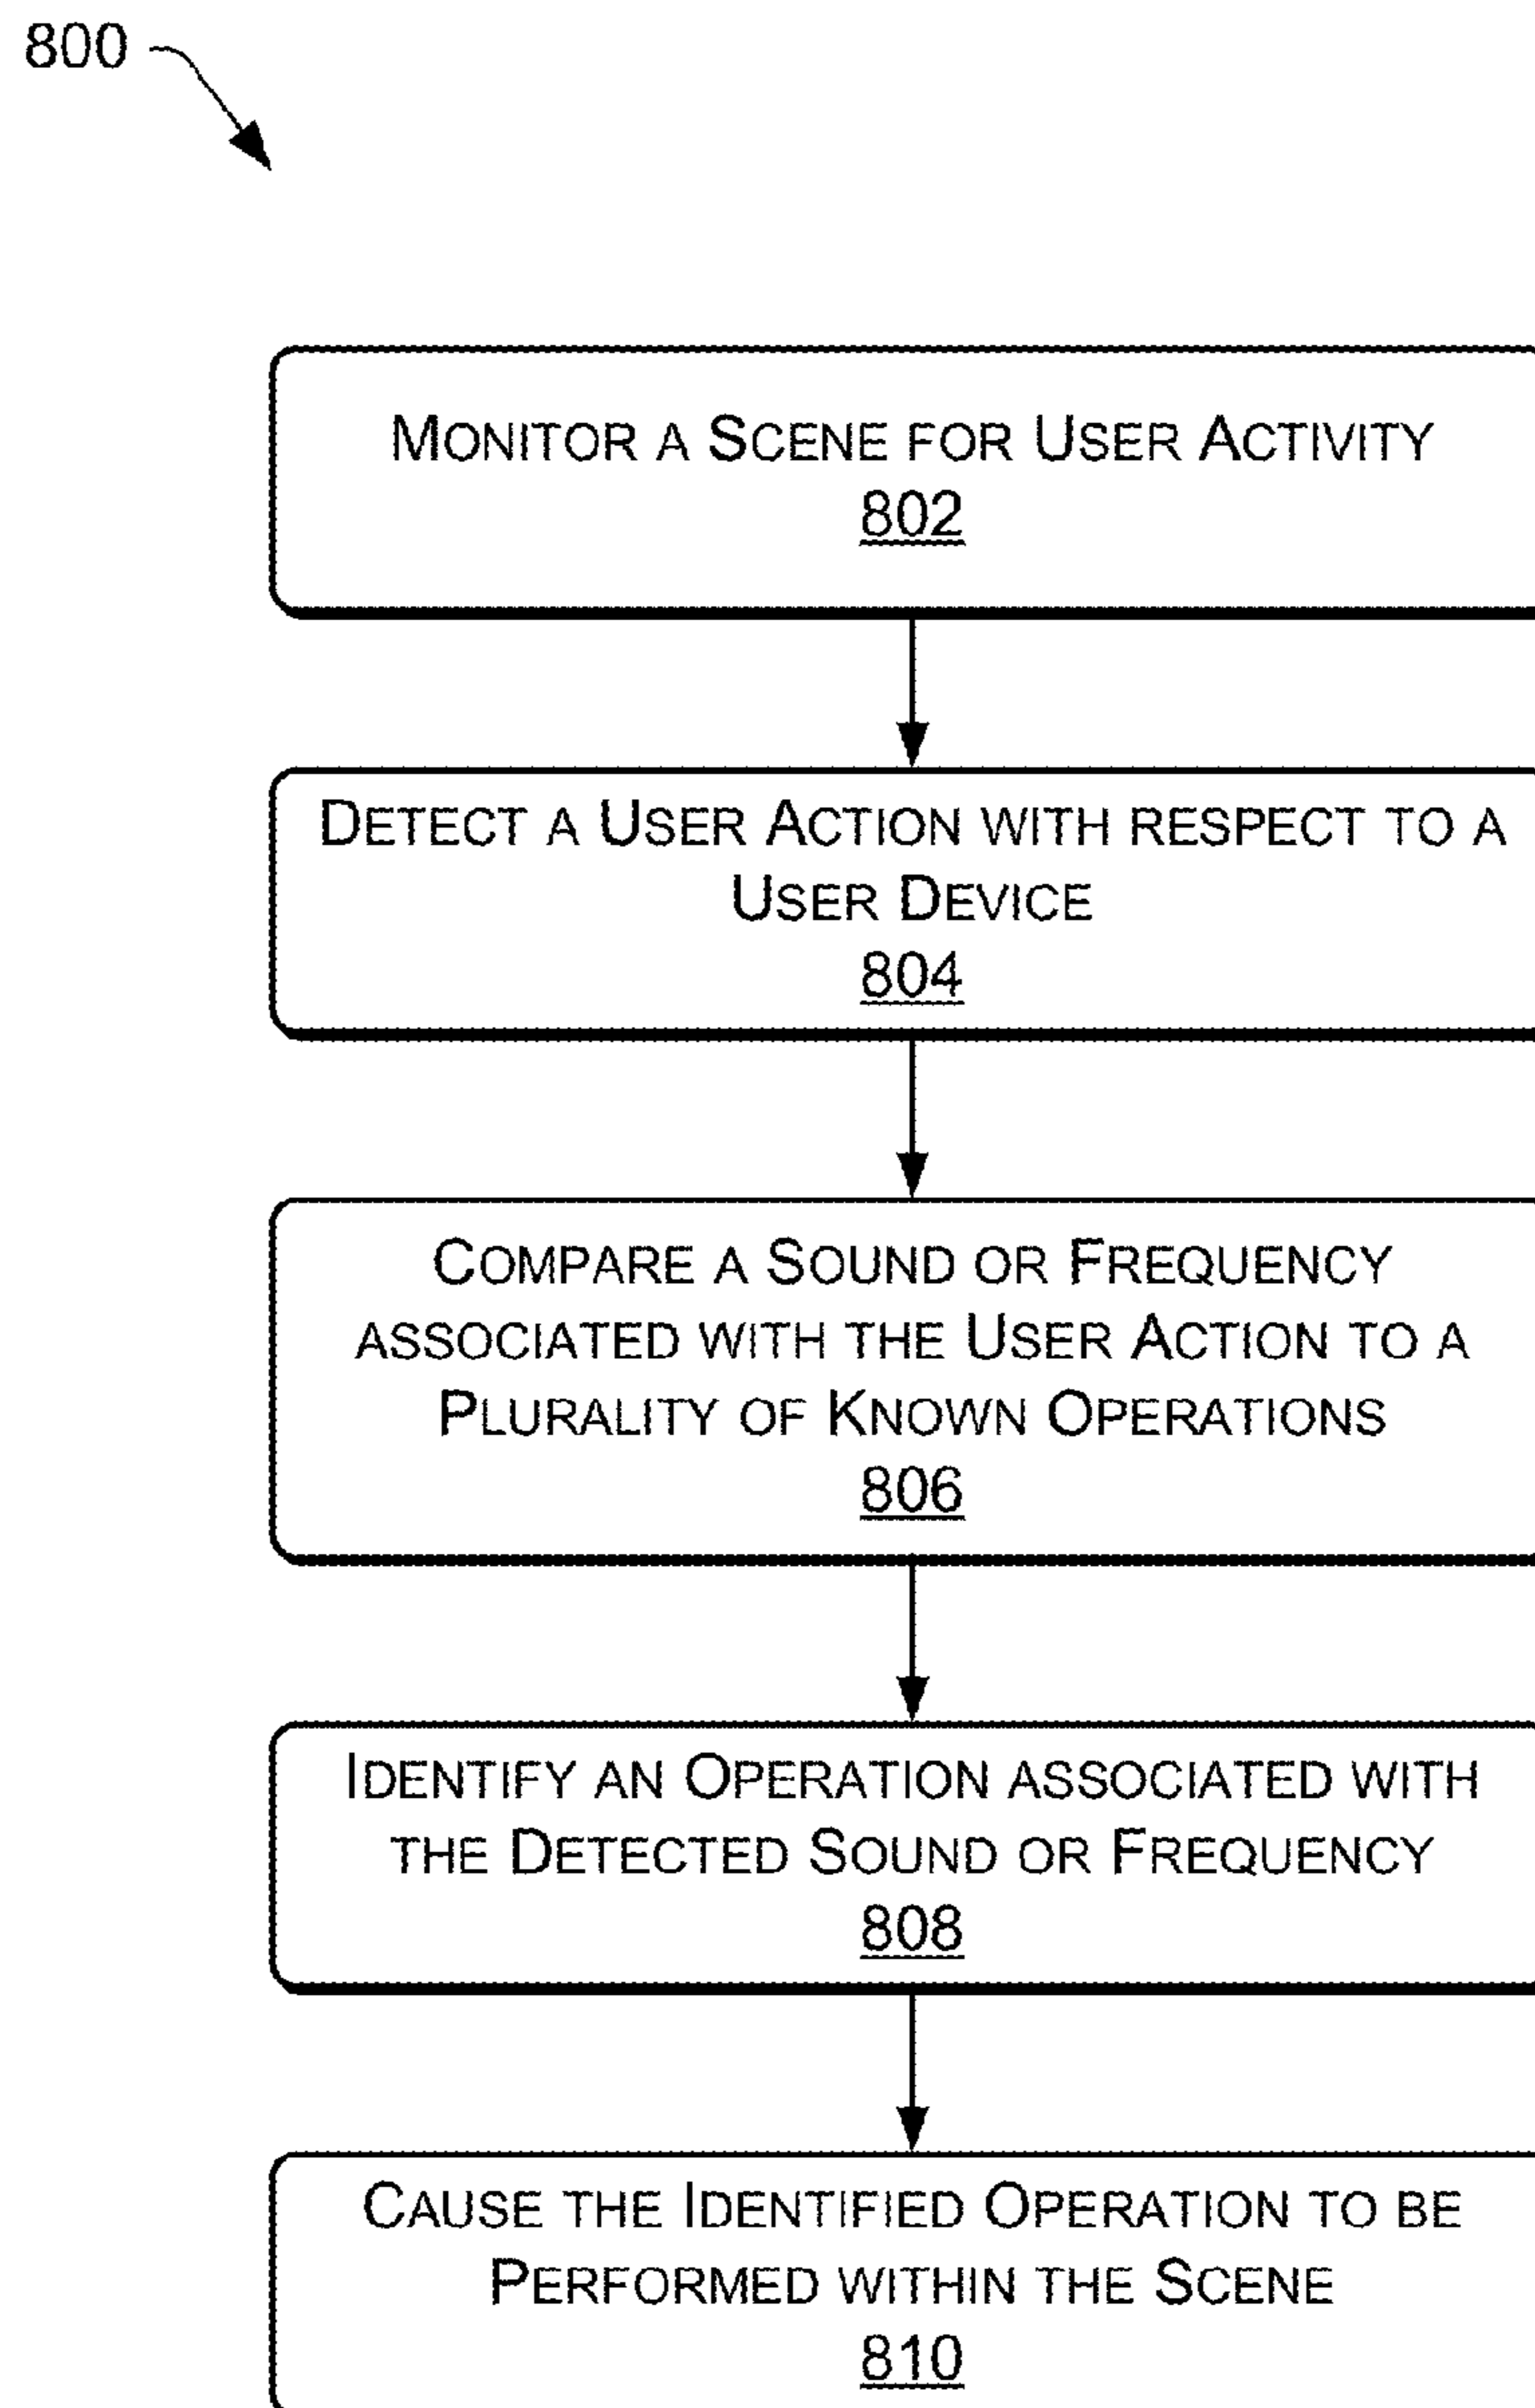 800
MONITOR A SCENE FOR USER ACTIVITY
802
DETECT A USER ACTION WITH RESPECT TO A
USER DEVICE
804
COMPARE A SOUND OR FREQUENCY
ASSOCIATED WITH THE USER ACTION TO A
PLURALITY OF KNOWN OPERATIONS
806
IDENTIFY AN OPERATION ASSOCIATED WITH
THE DETECTED SOUND OR FREQUENCY
808
CAUSE THE IDENTIFIED OPERATION TO BE
PERFORMED WITHIN THE SCENE
810